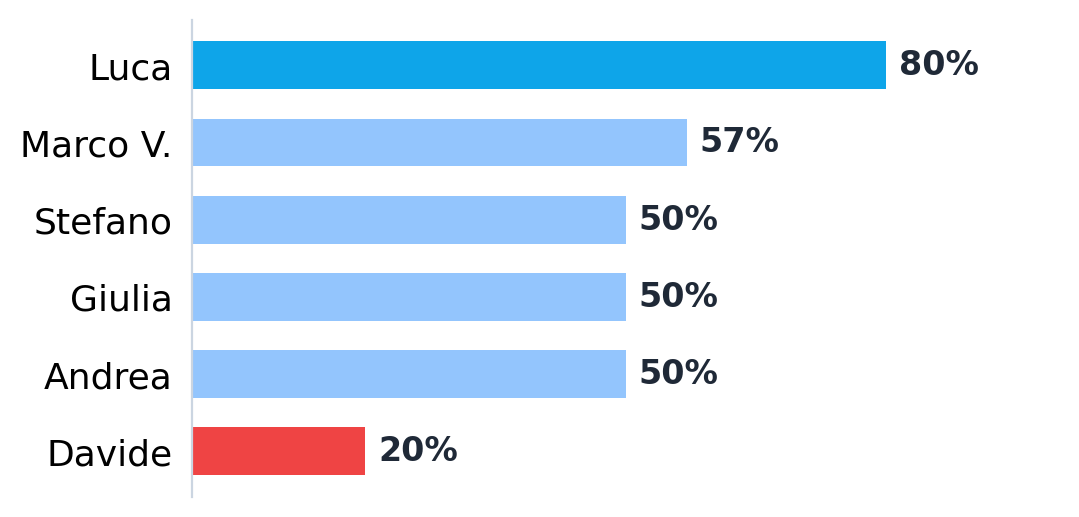 Luca 80%
Marco V. 57%
Stefano 50%
Giulia 50%
Andrea 50%
Davide 20%